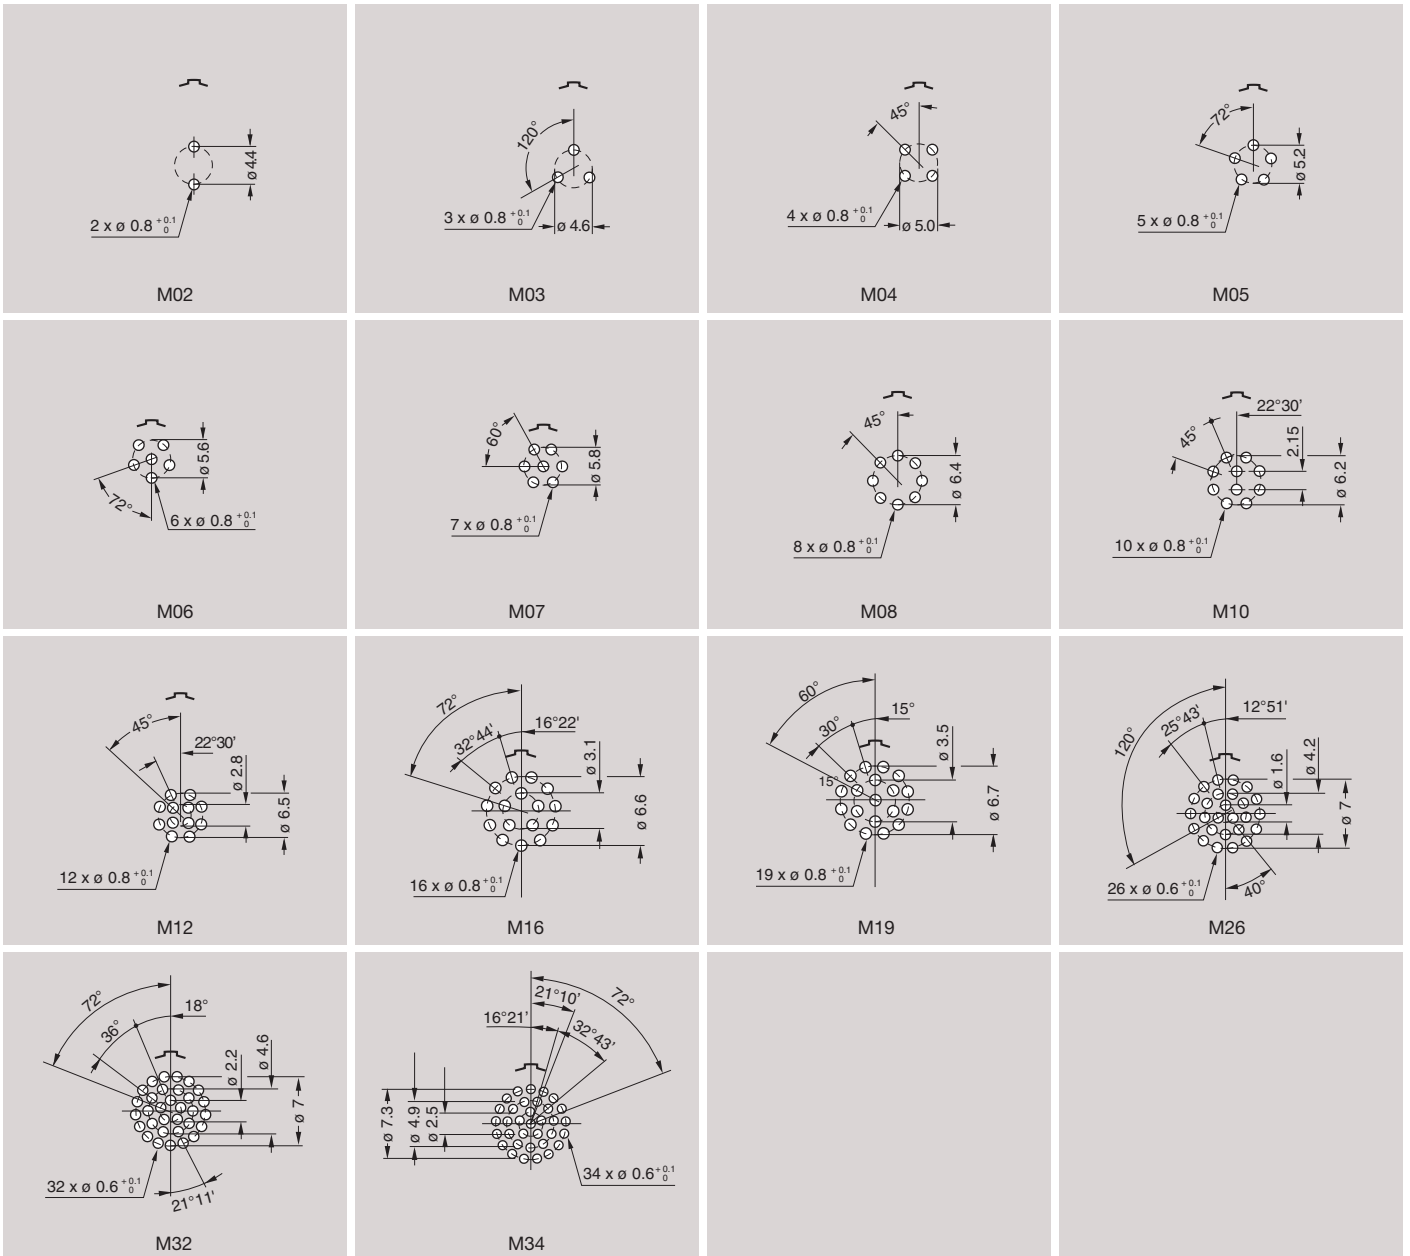 ø 4.4
2 x ø 0.8 +0.1 0
M02
120°
3 x ø 0.8 +0.1 0
ø 4.6
M03
45°
4 x ø 0.8 +0.1 0
ø 5.0
M04
72°
ø 5.2
5 x ø 0.8 +0.1 0
M05
ø 5.6
72°
6 x ø 0.8 +0.1 0
M06
60°
ø 5.8
7 x ø 0.8 +0.1 0
M07
45°
ø 6.4
8 x ø 0.8 +0.1 0
M08
22°30'
45°
2.15
ø 6.2
10 x ø 0.8 +0.1 0
M10
45°
22°30'
ø 2.8
ø 6.5
12 x ø 0.8 +0.1 0
M12
72°
32°44'
16°22'
ø 3.1
ø 6.6
16 x ø 0.8 +0.1 0
M16
60°
30°
15°
15°
ø 3.5
ø 6.7
19 x ø 0.8 +0.1 0
M19
120°
25°43'
12°51'
ø 1.6
ø 4.2
ø 7
26 x ø 0.6 +0.1 0
40°
M26
72°
36°
18°
ø 2.2
ø 4.6
ø 7
32 x ø 0.6 +0.1 0
21°11'
M32
21°10'
72°
16°21'
32°43'
ø 7.3
ø 4.9
ø 2.5
34 x ø 0.6 +0.1 0
M34